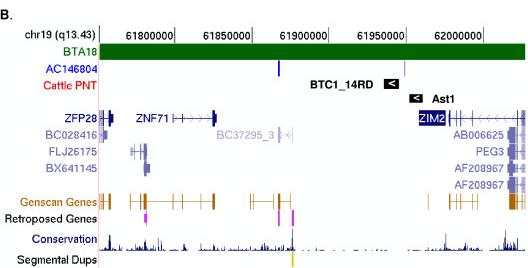 B.
chr19 (q13.43) 61800000 61850000 61900000 61950000 62000000
BTA18
AC146804
Cattle PNT BTC1_14RD
Ast1
ZFP28 ZNF71 ZIM2
BC028416 BC37295_3 AB006625
FLJ26175 PEG3
BX641145 AF208967
AF208967
Genscan Genes
Retroposed Genes
Conservation
Segmental Dups